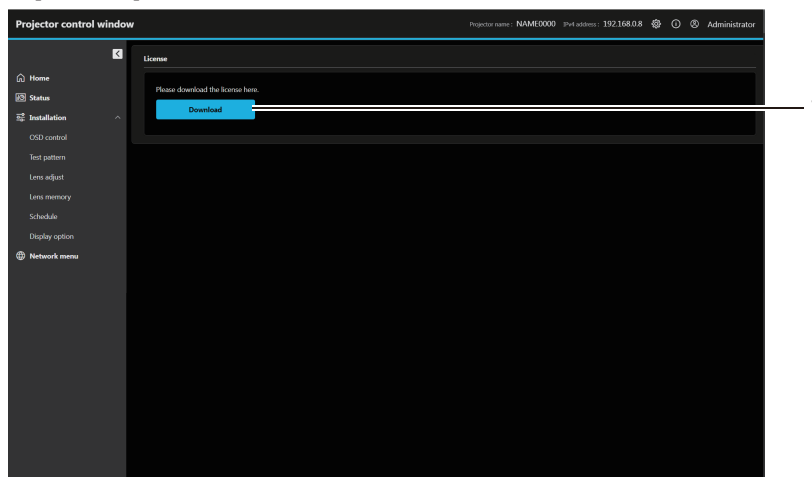 Projector control window
Projector name : NAME0000 IPv4 address : 192.168.0.8 Administrator
License
Home
Please download the license here.
Status
Download
Installation
OSD control
Test pattern
Lens adjust
Lens memory
Schedule
Display option
Network menu